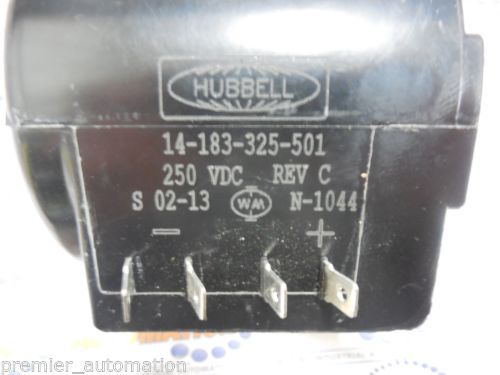 HUBBELL
14-183-325-501
250 VDC REV C
S 02-13 WM N-1044
- +
premier_automation